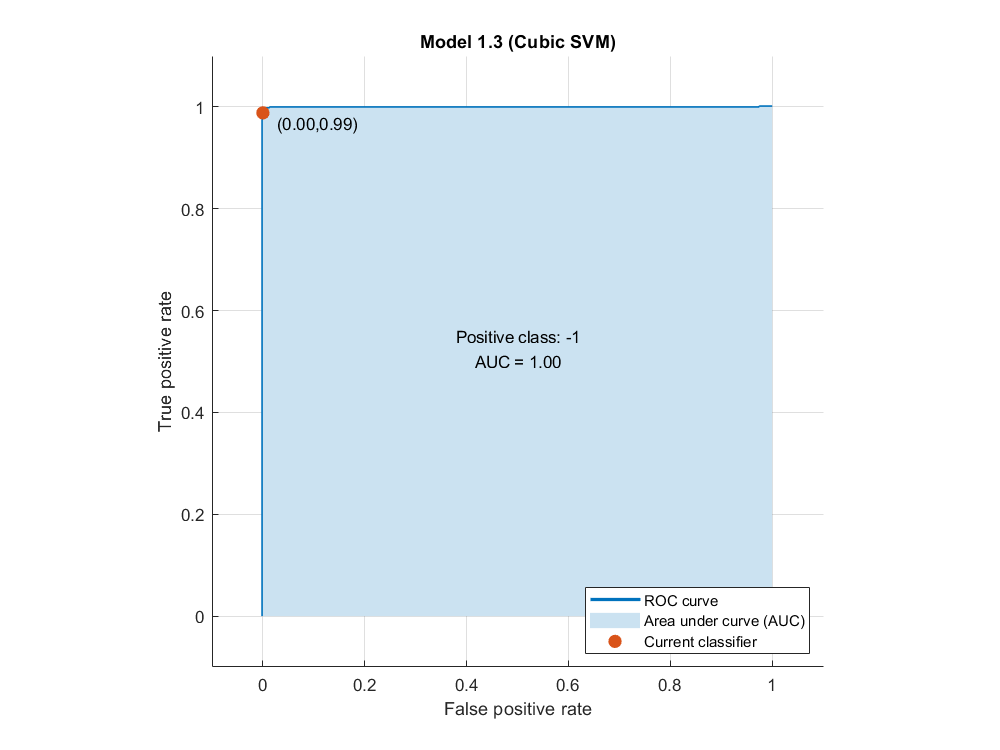 Model 1.3 (Cubic SVM)
1
(0.00,0.99)
0.8
0.6
Positive class: -1
AUC = 1.00
True positive rate
0.4
0.2
0
ROC curve
Area under curve (AUC)
Current classifier
0 0.2 0.4 0.6 0.8 1
False positive rate